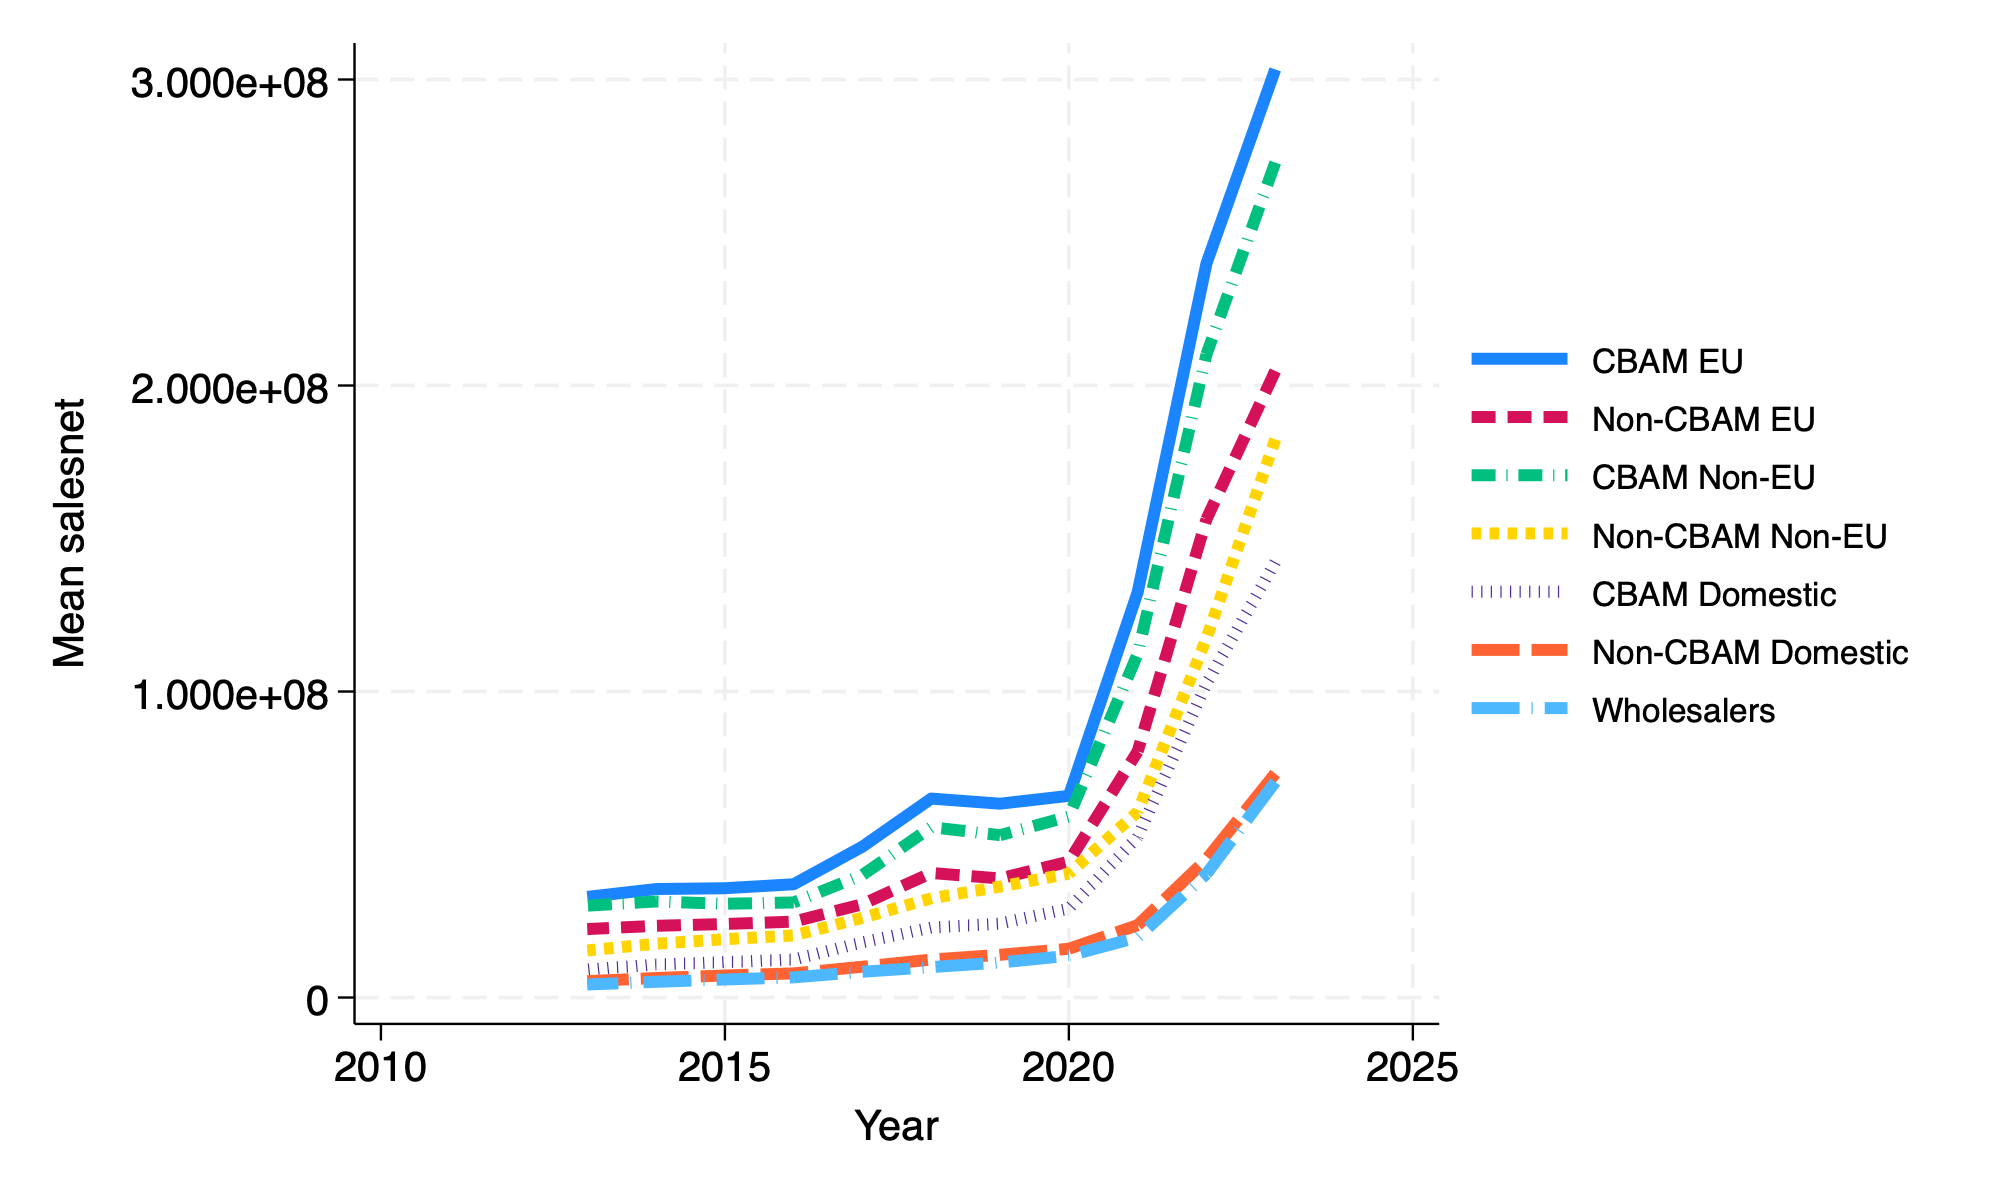 3.000e+08
2.000e+08
1.000e+08
0
Mean salesnet
2010
2015
2020
2025
Year
CBAM EU
Non-CBAM EU
CBAM Non-EU
Non-CBAM Non-EU
CBAM Domestic
Non-CBAM Domestic
Wholesalers